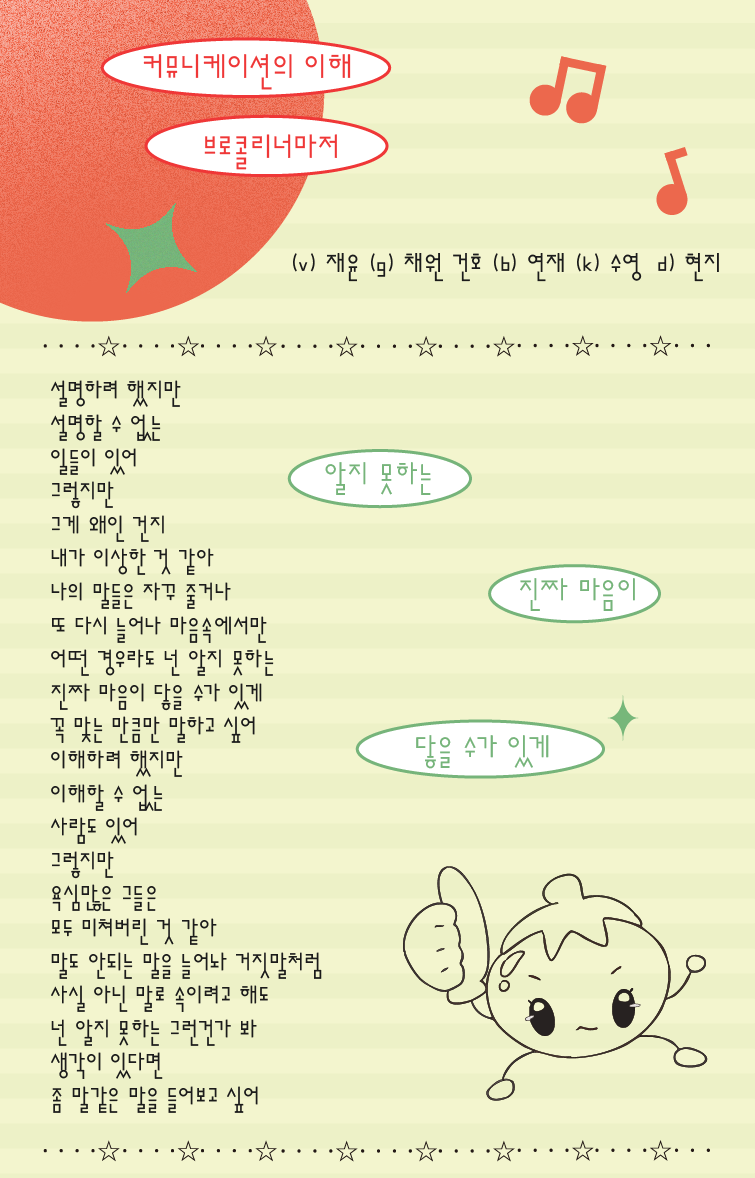 커뮤니케이션의 이해
브로콜리너마저
(v) 재윤 (g) 채원 건호 (b) 연재 (k) 수영 d) 현지
설명하려 했지만
설명할 수 없는
일들이 있어
그렇지만
그게 왜인 건지
내가 이상한 것 같아
나의 말들은 자꾸 줄거나
또 다시 늘어나 마음속에서만
어떤 경우라도 넌 알지 못하는
진짜 마음이 닿을 수가 있게
꼭 맞는 만큼만 말하고 싶어
이해하려 했지만
이해할 수 없는
사람도 있어
그렇지만
욕심많은 그들은
모두 미쳐버린 것 같아
말도 안되는 말을 늘어놔 거짓말처럼
사실 아닌 말로 속이려고 해도
넌 알지 못하는 그런건가 봐
생각이 있다면
좀 말같은 말을 들어보고 싶어
알지 못하는
진짜 마음이
닿을 수가 있게